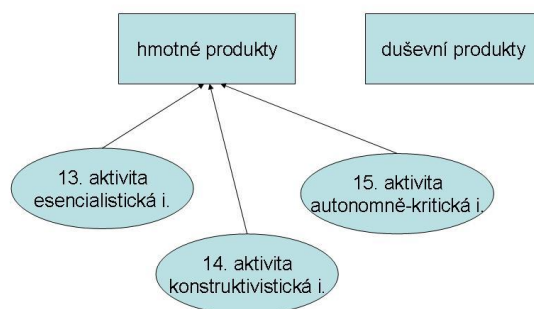 hmotné produkty
duševní produkty
13. aktivita
esencialistická i.
15. aktivita
autonomně-kritická i.
14. aktivita
konstruktivistická i.